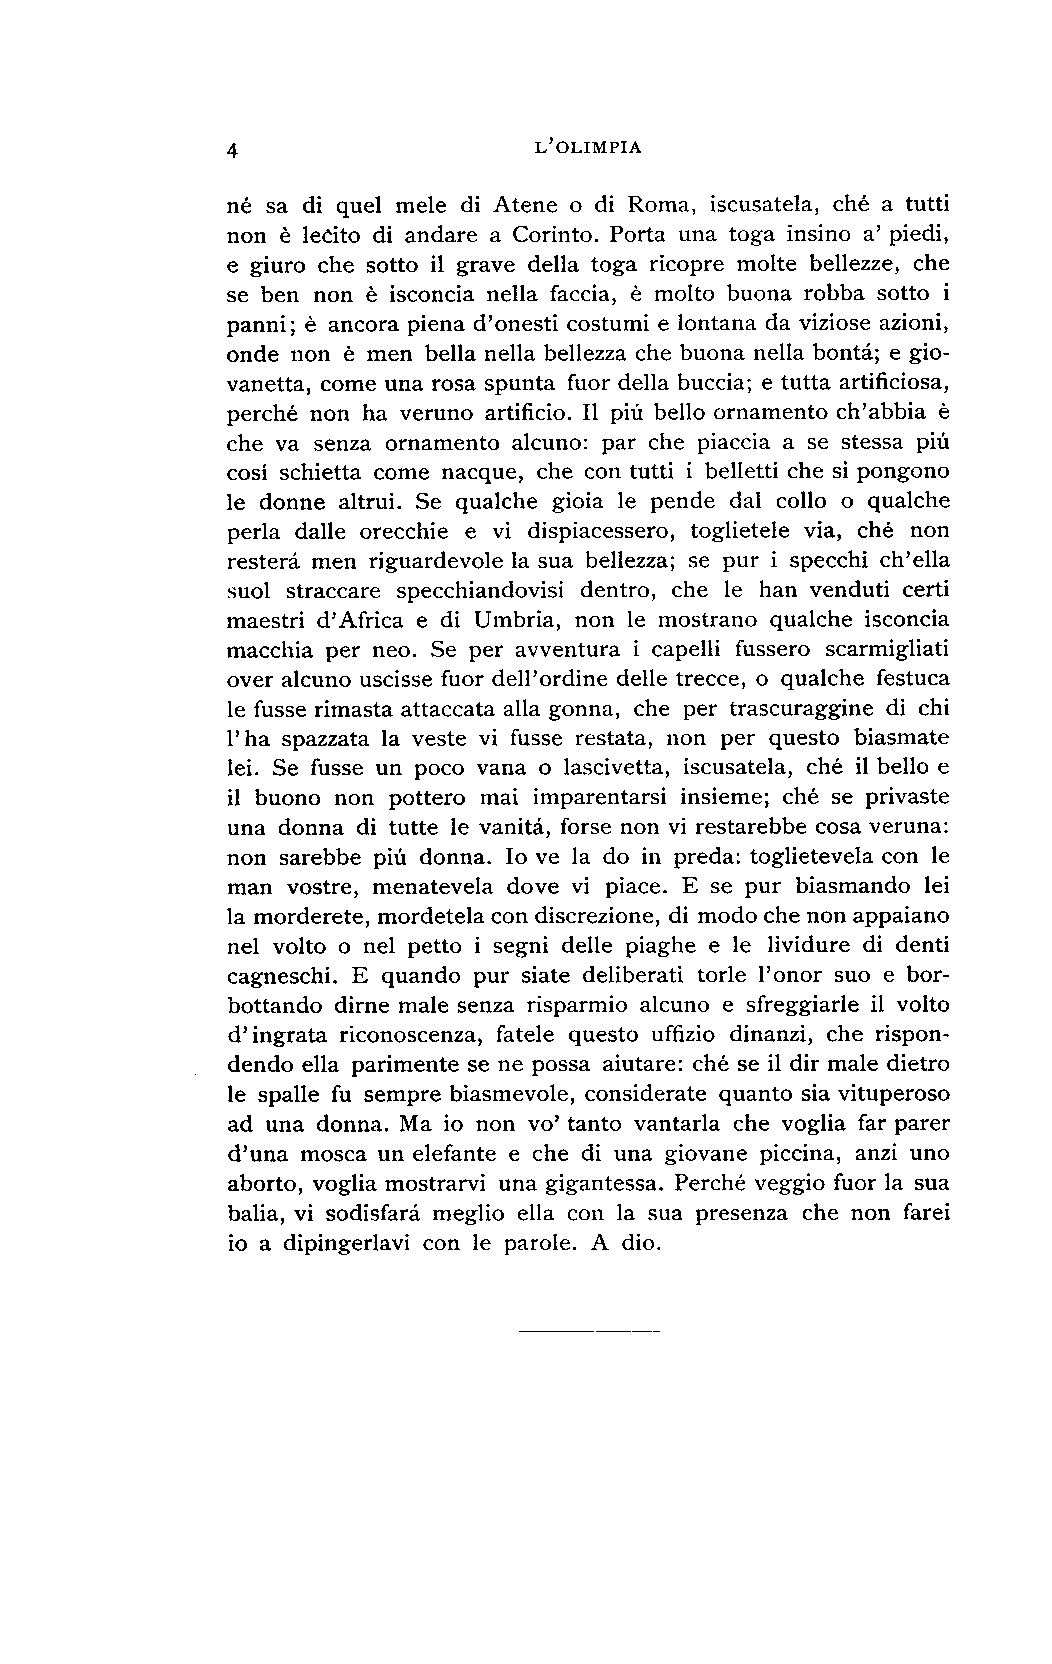 4
L'OLIMPIA
né sa di quel mele di Atene o di Roma, iscusatela, ché a tutti
non è lecito di andare a Corinto. Porta una toga insino a' piedi,
e giuro che sotto il grave della toga ricopre molte bellezze, che
se ben non è isconcia nella faccia, è molto buona robba sotto i
panni; è ancora piena d'onesti costumi e lontana da viziose azioni,
onde non è men bella nella bellezza che buona nella bontá; e gio-
vanetta, come una rosa spunta fuor della buccia; e tutta artificiosa,
perché non ha veruno artificio. Il piú bello ornamento ch'abbia è
che va senza ornamento alcuno: par che piaccia a se stessa piú
cosí schietta come nacque, che con tutti i belletti che si pongono
le donne altrui. Se qualche gioia le pende dal collo o qualche
perla dalle orecchie e vi dispiacessero, toglietele via, ché non
resterá men riguardevole la sua bellezza; se pur i specchi ch'ella
suol straccare specchiandovisi dentro, che le han venduti certi
maestri d'Africa e di Umbria, non le mostrano qualche isconcia
macchia per neo. Se per avventura i capelli fussero scarmigliati
over alcuno uscisse fuor dell'ordine delle trecce, o qualche festuca
le fusse rimasta attaccata alla gonna, che per trascuraggine di chi
l'ha spazzata la veste vi fusse restata, non per questo biasmate
lei. Se fusse un poco vana o lascivetta, iscusatela, ché il bello e
il buono non pottero mai imparentarsi insieme; ché se privaste
una donna di tutte le vanitá, forse non vi restarebbe cosa veruna:
non sarebbe piú donna. Io ve la do in preda: toglietevela con le
man vostre, menatevela dove vi piace. E se pur biasmando lei
la morderete, mordetela con discrezione, di modo che non appaiano
nel volto o nel petto i segni delle piaghe e le lividure di denti
cagneschi. E quando pur siate deliberati torle l'onor suo e bor-
bottando dirne male senza risparmio alcuno e sfreggiarle il volto
d'ingrata riconoscenza, fatele questo uffizio dinanzi, che rispon-
dendo ella parimente se ne possa aiutare: ché se il dir male dietro
le spalle fu sempre biasmevole, considerate quanto sia vituperoso
ad una donna. Ma io non vo' tanto vantarla che voglia far parer
d'una mosca un elefante e che di una giovane piccina, anzi uno
aborto, voglia mostrarvi una gigantessa. Perché veggio fuor la sua
balia, vi sodisfará meglio ella con la sua presenza che non farei
io a dipingerlavi con le parole. A dio.